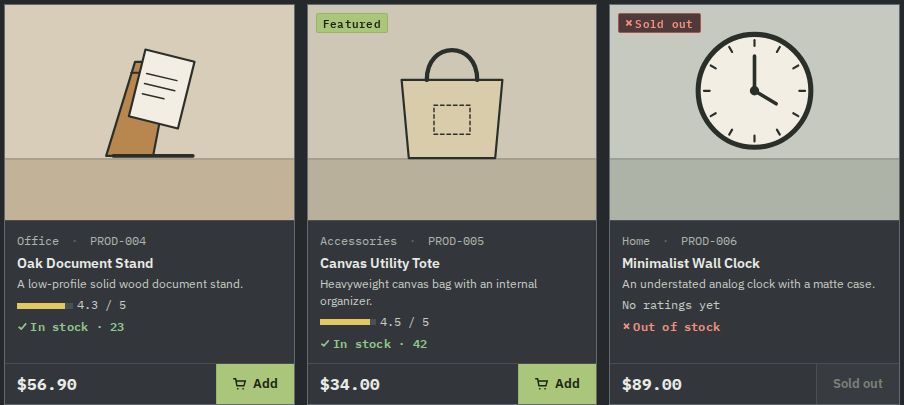 Office · PROD-004
Oak Document Stand
A low-profile solid wood document stand.
4.3 / 5
In stock · 23
$56.90
Add
Featured
Accessories · PROD-005
Canvas Utility Tote
Heavyweight canvas bag with an internal
organizer.
4.5 / 5
In stock · 42
$34.00
Add
Sold out
Home · PROD-006
Minimalist Wall Clock
An understated analog clock with a matte case.
No ratings yet
Out of stock
$89.00
Sold out